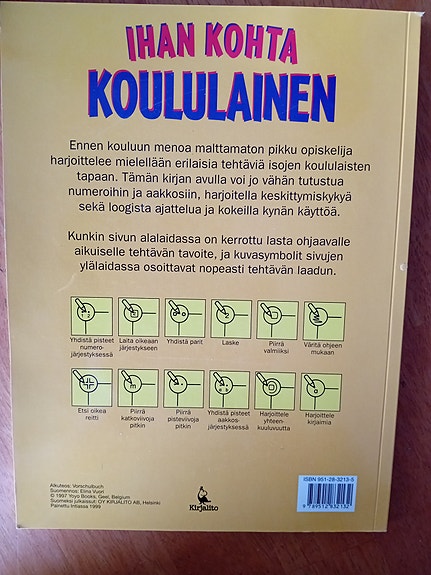 IHAN KOHTA
KOULULAINEN
Ennen kouluun menoa malttamaton pikku opiskelija
harjoittelee mielellään erilaisia tehtäviä isojen koululaisten
tapaan. Tämän kirjan avulla voi jo vähän tutustua
numeroihin ja aakkosiin, harjoitella keskittymiskykyä
sekä loogista ajattelua ja kokeilla kynän käyttöä.
Kunkin sivun alalaidassa on kerrottu lasta ohjaavalle
aikuiselle tehtävän tavoite, ja kuvasymbolit sivujen
ylälaidassa osoittavat nopeasti tehtävän laadun.
Yhdistä pisteet
numero-
järjestyksessä
Laita oikeaan
järjestykseen
Yhdistä parit
Laske
Piirrä
valmiiksi
Väritä ohjeen
mukaan
Etsi oikea
reitti
Piirrä
katkoviivoja
pitkin
Piirrä
pisteviivoja
pitkin
Yhdistä pisteet
aakkos-
järjestyksessä
Harjoittele
yhteen-
kuuluvuutta
Harjoittele
kirjaimia
Alkuteos: Vorschulbuch
Suomennos: Elina Vuori
© 1997 Yoyo Books, Geel, Belgium
Suomeksi julkaissut: OY KIRJALITO AB, Helsinki
Painettu Intiassa 1999
Kirjalito
ISBN 951-28-3213-5
9 789512 832132